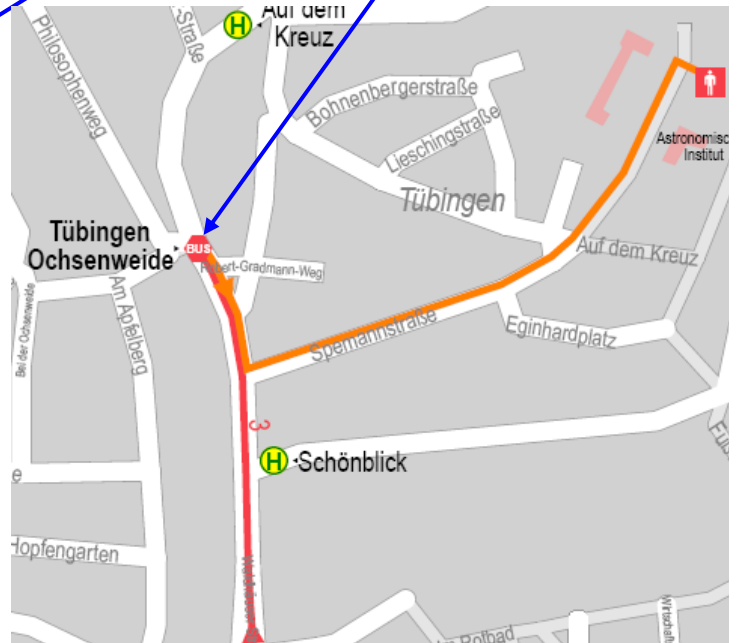 Auf dem
Kreuz
-Straße
Philosophenweg
Bohnenbergerstraße
Lieschingstraße
Astronomisc
Institut
Tübingen
Tübingen
Ochsenweide
BUS
Robert-Gradmann-Weg
Auf dem Kreuz
Bei der Ochsenweide
Am Apfelberg
Spemannstraße
Eginhardplatz
3
H
H
Schönblick
Hopfengarten